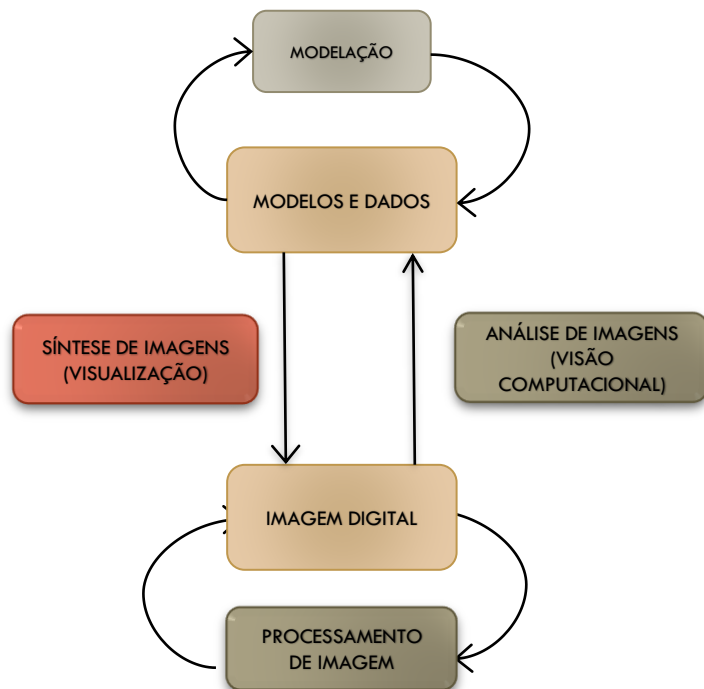 MODELAÇÃO
MODELOS E DADOS
SÍNTESE DE IMAGENS
(VISUALIZAÇÃO)
ANÁLISE DE IMAGENS
(VISÃO
COMPUTACIONAL)
IMAGEM DIGITAL
PROCESSAMENTO
DE IMAGEM